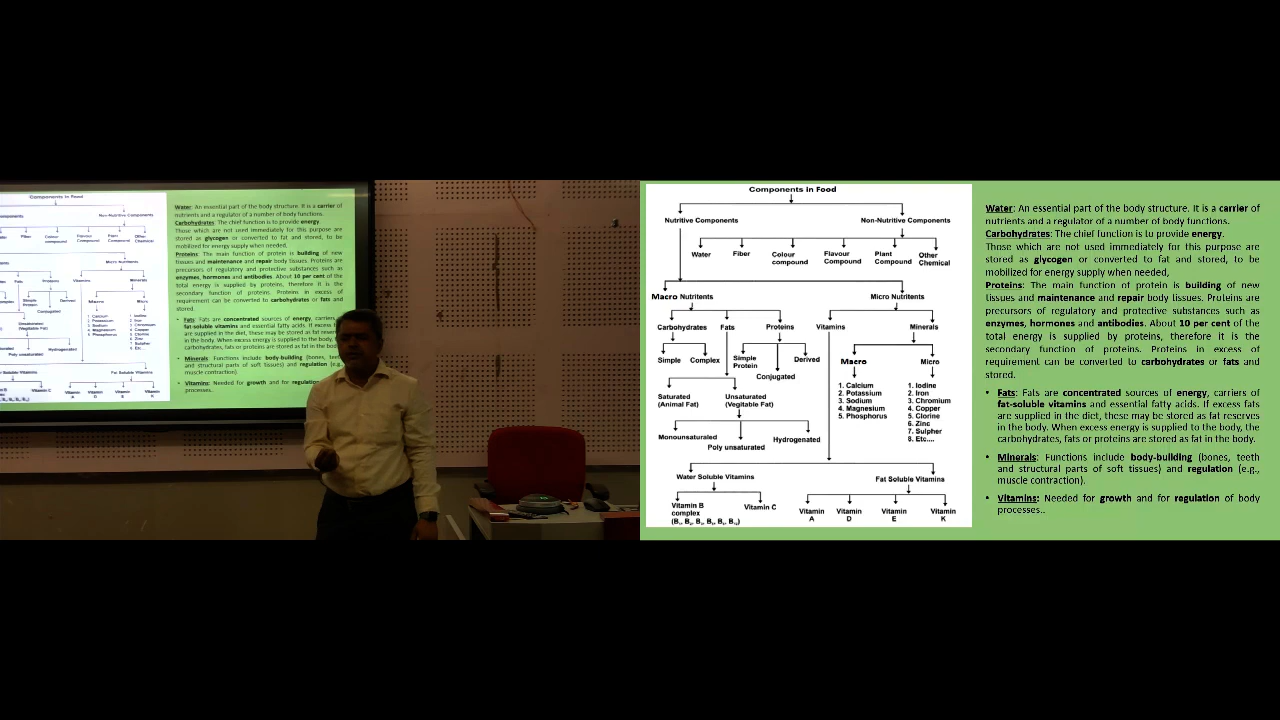 Components in Food
Nutritive Components
Non-Nutritive Components
Water
Fiber
Colour
compound
Flavour
Compound
Plant
Compound
Other
Chemical
Macro Nutrients
Micro Nutrients
Carbohydrates
Fats
Proteins
Vitamins
Minerals
Simple
Complex
Simple
Protein
Derived
Conjugated
Macro
Micro
1. Calcium
2. Potassium
3. Sodium
4. Magnesium
5. Phosphorus
1. Iodine
2. Iron
3. Chromium
4. Copper
5. Clorine
6. Zinc
7. Sulpher
8. Etc....
Saturated
(Animal Fat)
Unsaturated
(Vegitable Fat)
Monounsaturaled
Poly unsaturated
Hydrogenated
Water Soluble Vitamins
Fat Soluble Vitamins
Vitamin B
complex
Vitamin C
Vitamin
A
Vitamin
D
Vitamin
E
Vitamin
K
Water: An essential part of the body structure. It is a carrier of
nutrients and a regulator of a number of body functions.
Carbohydrates: The chief function is to provide energy.
Those which are not used immediately for this purpose are
stored as glycogen or converted to fat and stored, to be
mobilized for energy supply when needed.
Proteins: The main function of protein is building of new
tissues and maintenance and repair body tissues. Proteins are
precursors of regulatory and protective substances such as
enzymes, hormones and antibodies. About 10 per cent of the
total energy is supplied by proteins, therefore it is the
secondary function of proteins. Proteins in excess of
requirement can be converted to carbohydrates or fats and
stored.
• Fats: Fats are concentrated sources of energy, carriers of
fat-soluble vitamins and essential fatty acids. If excess fats
are supplied in the diet, these may be stored as fat reserves
in the body. When excess energy is supplied to the body, the
carbohydrates, fats or proteins are stored as fat in the body.
• Minerals: Functions include body-building (bones, teeth
and structural parts of soft tissues) and regulation (e.g.,
muscle contraction).
• Vitamins: Needed for growth and for regulation of body
processes..